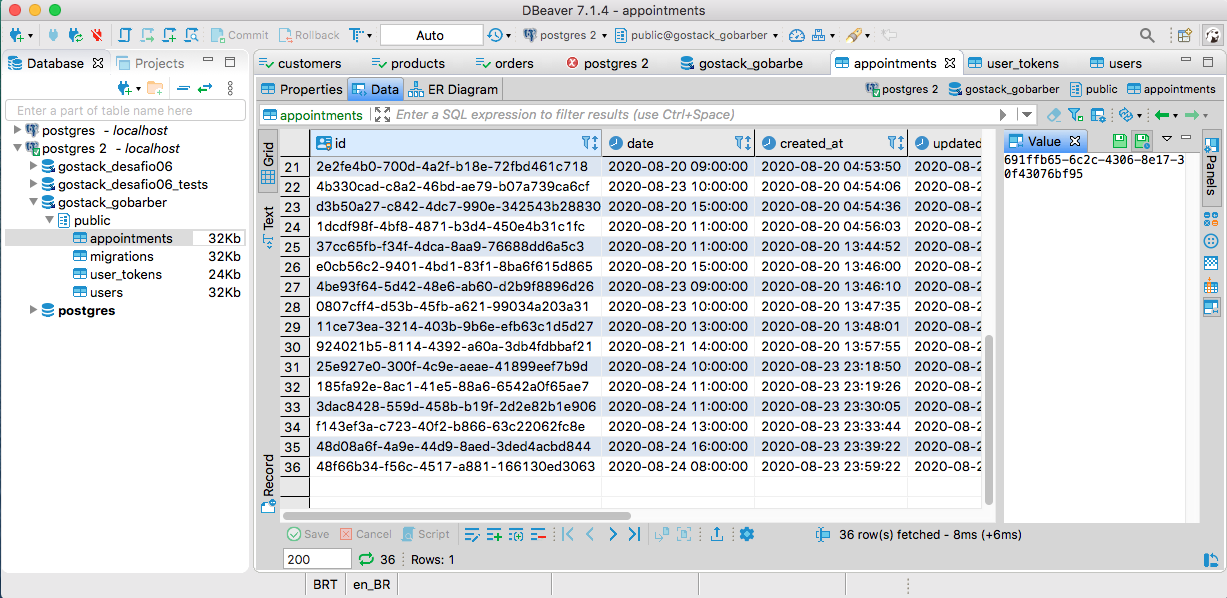 DBeaver 7.1.4 - appointments
Commit Rollback Auto postgres 2 public@gostack_gobarber
Database Projects
customers products orders postgres 2 gostack_gobarbe appointments user_tokens users
Properties Data ER Diagram postgres 2 gostack_gobarber public appointments
Enter a part of table name here
appointments Enter a SQL expression to filter results (use Ctrl+Space)
postgres - localhost
postgres 2 - localhost
gostack_desafio06
gostack_desafio06_tests
gostack_gobarber
public
appointments 32Kb
migrations 32Kb
user_tokens 24Kb
users 32Kb
postgres
Grid
Text
Record
id date created_at updated
21 2e2fe4b0-700d-4a2f-b18e-72fbd461c718 2020-08-20 09:00:00 2020-08-20 04:53:50 2020-08-2
22 4b330cad-c8a2-46bd-ae79-b07a739ca6cf 2020-08-23 10:00:00 2020-08-20 04:54:06 2020-08-2
23 d3b50a27-c842-4dc7-990e-342543b28830 2020-08-20 15:00:00 2020-08-20 04:54:36 2020-08-2
24 1dcdf98f-4bf8-4871-b3d4-450e4b31c1fc 2020-08-20 11:00:00 2020-08-20 04:56:03 2020-08-2
25 37cc65fb-f34f-4dca-8aa9-76688dd6a5c3 2020-08-20 11:00:00 2020-08-20 13:44:52 2020-08-2
26 e0cb56c2-9401-4bd1-83f1-8ba6f615d865 2020-08-20 15:00:00 2020-08-20 13:46:00 2020-08-2
27 4be93f64-5d42-48e6-ab60-d2b9f8896d26 2020-08-23 09:00:00 2020-08-20 13:46:10 2020-08-2
28 0807cff4-d53b-45fb-a621-99034a203a31 2020-08-23 10:00:00 2020-08-20 13:47:35 2020-08-2
29 11ce73ea-3214-403b-9b6e-efb63c1d5d27 2020-08-20 13:00:00 2020-08-20 13:48:01 2020-08-2
30 924021b5-8114-4392-a60a-3db4fdbbaf21 2020-08-21 14:00:00 2020-08-20 13:57:55 2020-08-2
31 25e927e0-300f-4c9e-aeae-41899eef7b9d 2020-08-24 10:00:00 2020-08-23 23:18:50 2020-08-2
32 185fa92e-8ac1-41e5-88a6-6542a0f65ae7 2020-08-24 11:00:00 2020-08-23 23:19:26 2020-08-2
33 3dac8428-559d-458b-b19f-2d2e82b1e906 2020-08-24 11:00:00 2020-08-23 23:30:05 2020-08-2
34 f143ef3a-c723-40f2-b866-63c22062fc8e 2020-08-24 13:00:00 2020-08-23 23:33:44 2020-08-2
35 48d08a6f-4a9e-44d9-8aed-3ded4acbd844 2020-08-24 16:00:00 2020-08-23 23:39:22 2020-08-2
36 48f66b34-f56c-4517-a881-166130ed3063 2020-08-24 08:00:00 2020-08-23 23:59:22 2020-08-2
Value
691ffb65-6c2c-4306-8e17-3
0f43076bf95
Panels
Save Cancel Script 36 row(s) fetched - 8ms (+6ms)
200 36 Rows: 1
BRT en_BR